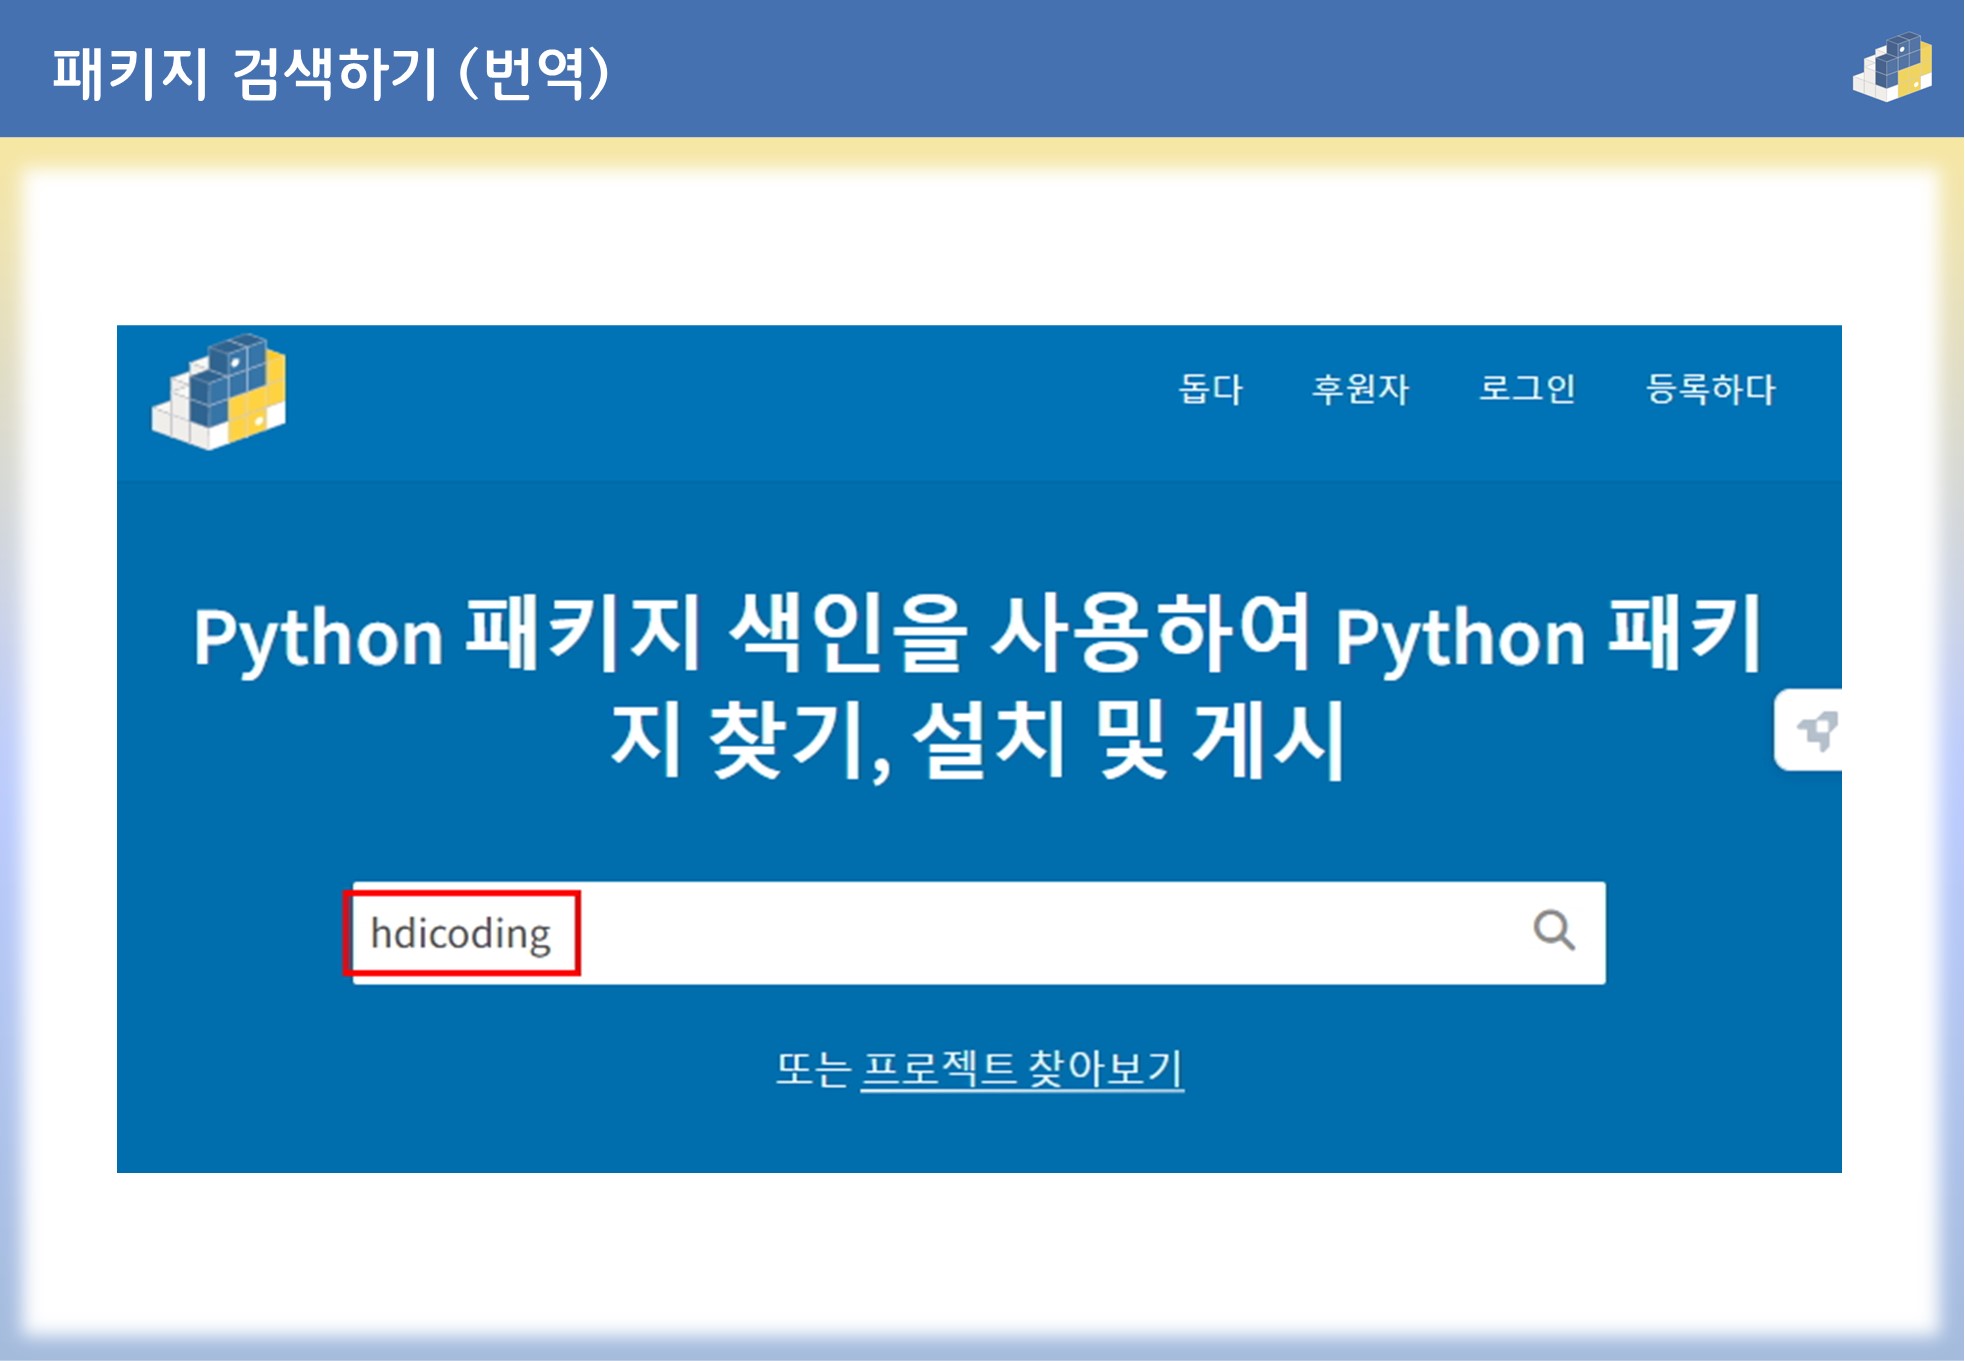 패키지 검색하기 (번역)
돕다 후원자 로그인 등록하다
Python 패키지 색인을 사용하여 Python 패키
지 찾기, 설치 및 게시
hdicoding
또는 프로젝트 찾아보기